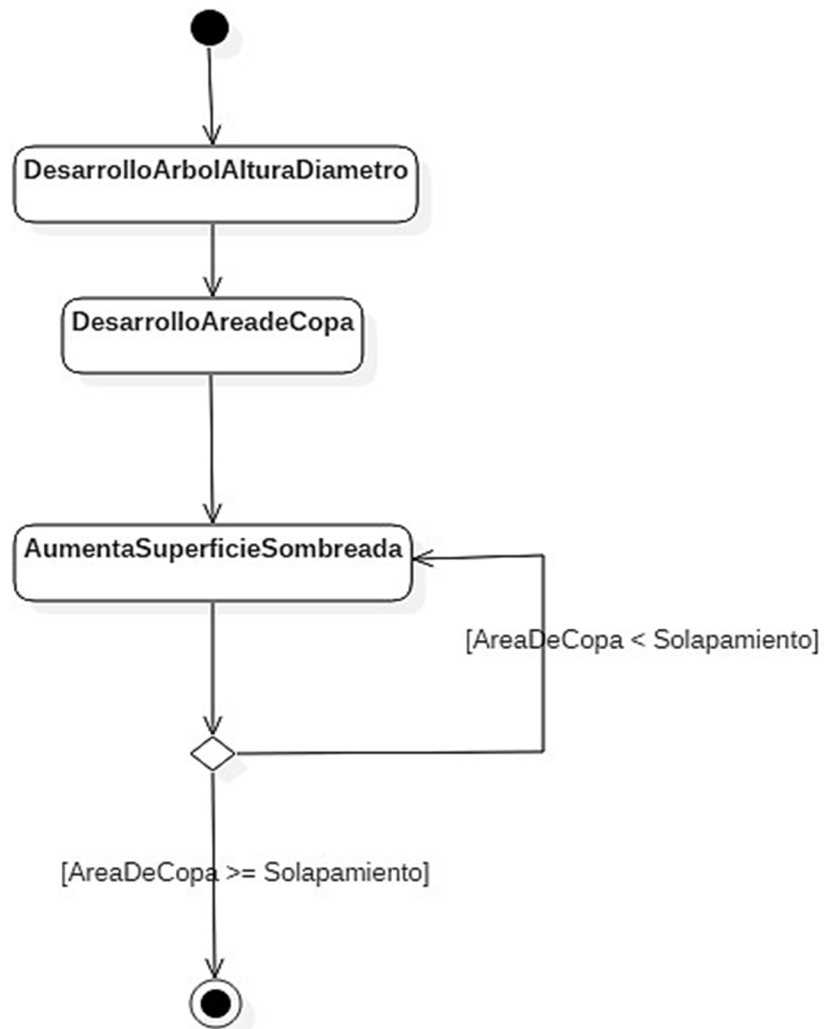 DesarrolloArbolAlturaDiametro
DesarrolloAreadeCopa
AumentaSuperficieSombreada
[AreaDeCopa < Solapamiento]
[AreaDeCopa >= Solapamiento]